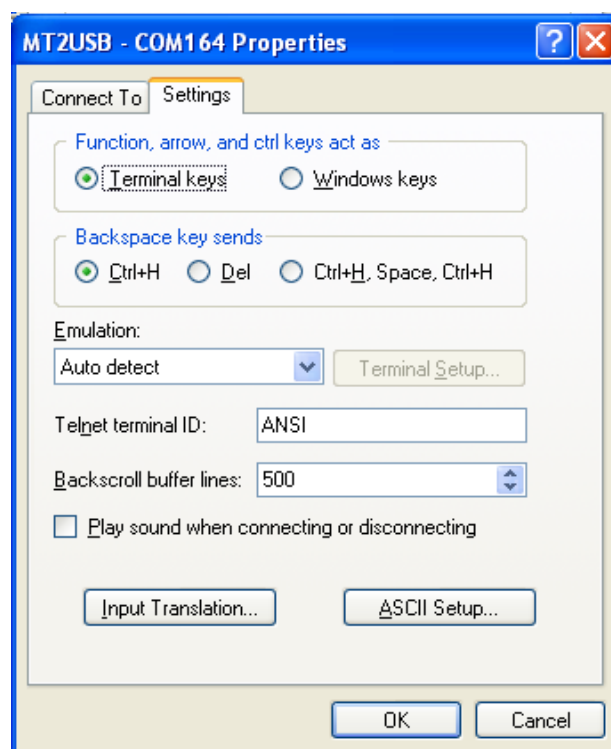 MT2USB - COM164 Properties
Connect To Settings
Function, arrow, and ctrl keys act as
Terminal keys Windows keys
Backspace key sends
Ctrl+H Del Ctrl+H, Space, Ctrl+H
Emulation:
Auto detect Terminal Setup...
Telnet terminal ID: ANSI
Backscroll buffer lines: 500
Play sound when connecting or disconnecting
Input Translation... ASCII Setup...
OK Cancel